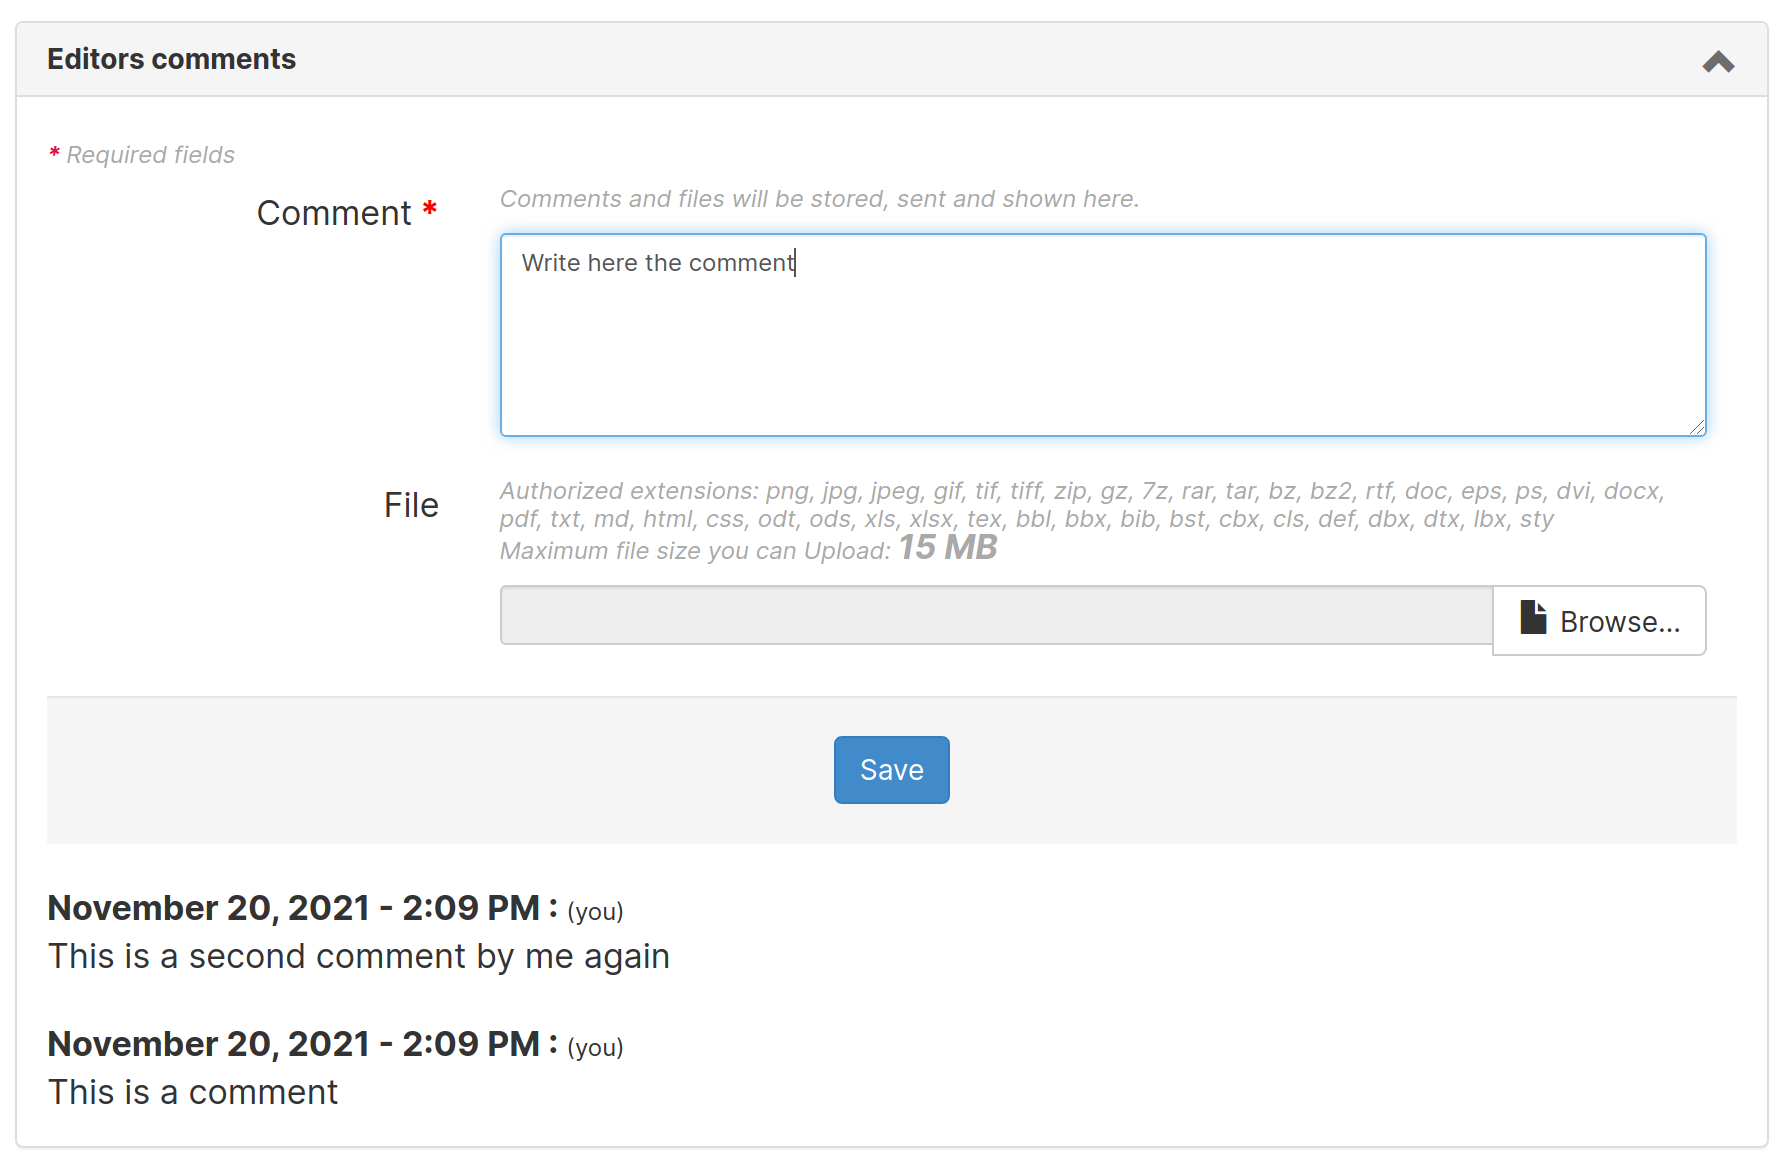 Editors comments
* Required fields
Comment *
Comments and files will be stored, sent and shown here.
Write here the comment
File
Authorized extensions: png, jpg, jpeg, gif, tif, tiff, zip, gz, 7z, rar, tar, bz, bz2, rtf, doc, eps, ps, dvi, docx,
pdf, txt, md, html, css, odt, ods, xls, xlsx, tex, bbl, bbx, bib, bst, cbx, cls, def, dbx, dtx, lbx, sty
Maximum file size you can Upload: 15 MB
Browse...
Save
November 20, 2021 - 2:09 PM : (you)
This is a second comment by me again
November 20, 2021 - 2:09 PM : (you)
This is a comment